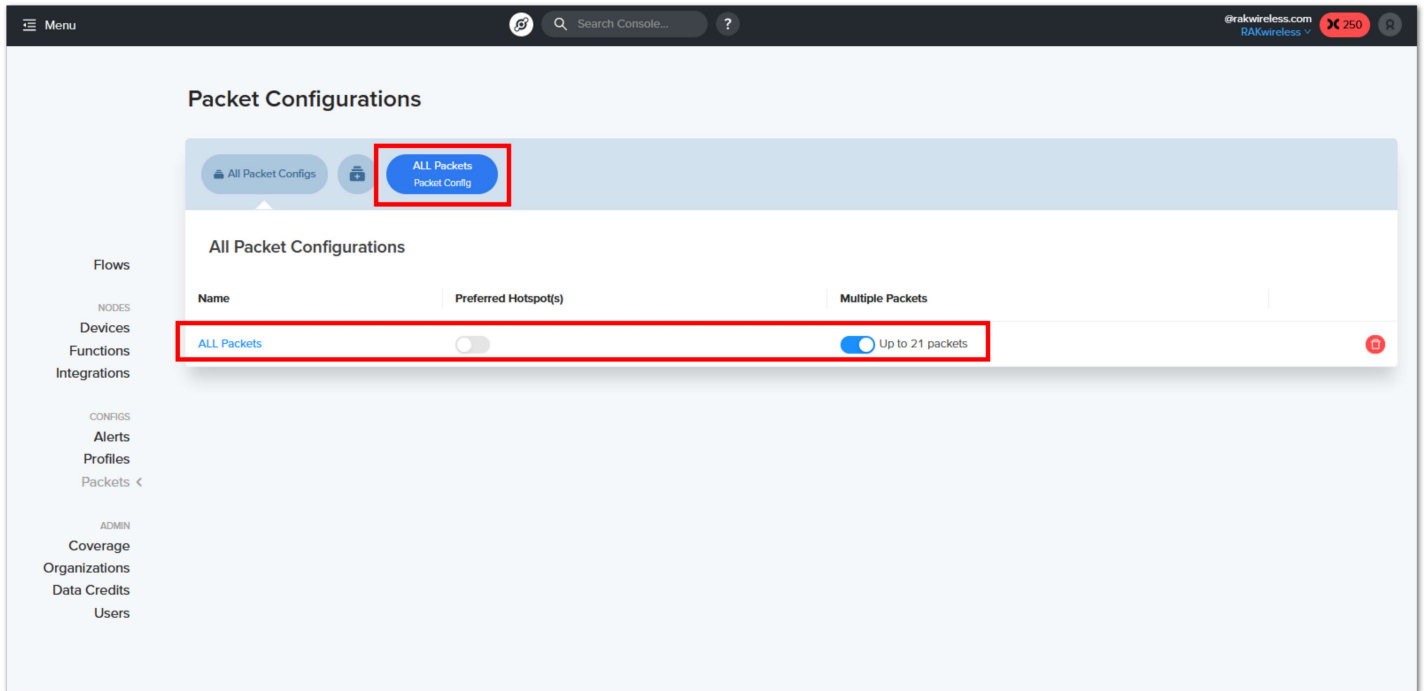 Menu
Search Console...
?
@rakwireless.com
RAKwireless
250
Packet Configurations
All Packet Configs
ALL Packets
Packet Config
All Packet Configurations
Name Preferred Hotspot(s) Multiple Packets
ALL Packets Up to 21 packets
Flows
NODES
Devices
Functions
Integrations
CONFIGS
Alerts
Profiles
Packets <
ADMIN
Coverage
Organizations
Data Credits
Users